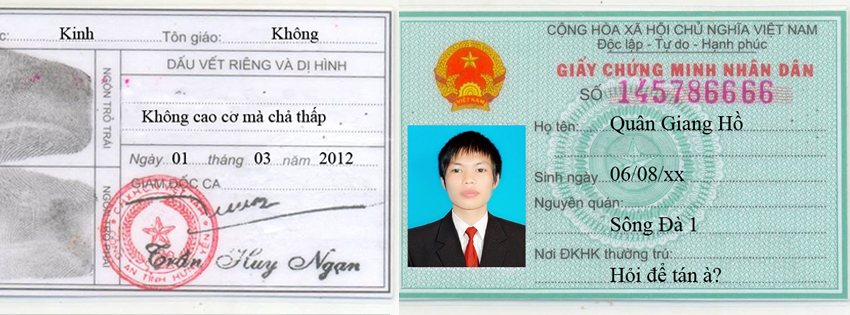 c: Kinh Tôn giáo: Không
DẤU VẾT RIÊNG VÀ DỊ HÌNH
NGÓN TRỎ TRÁI
Không cao cơ mà chả thấp
Ngày 01 tháng 03 năm 2012
GIÁM ĐỐC CA
Trần Huy Ngạn
CỘNG HÒA XÃ HỘI CHỦ NGHĨA VIỆT NAM
Độc lập - Tự do - Hạnh phúc
GIẤY CHỨNG MINH NHÂN DÂN
SỐ 145786666
VIỆT NAM
Họ tên: Quân Giang Hồ
Sinh ngày 06/08/xx
Nguyên quán:
Sông Đà 1
Nơi ĐKHK thường trú:
Hỏi để tán à?